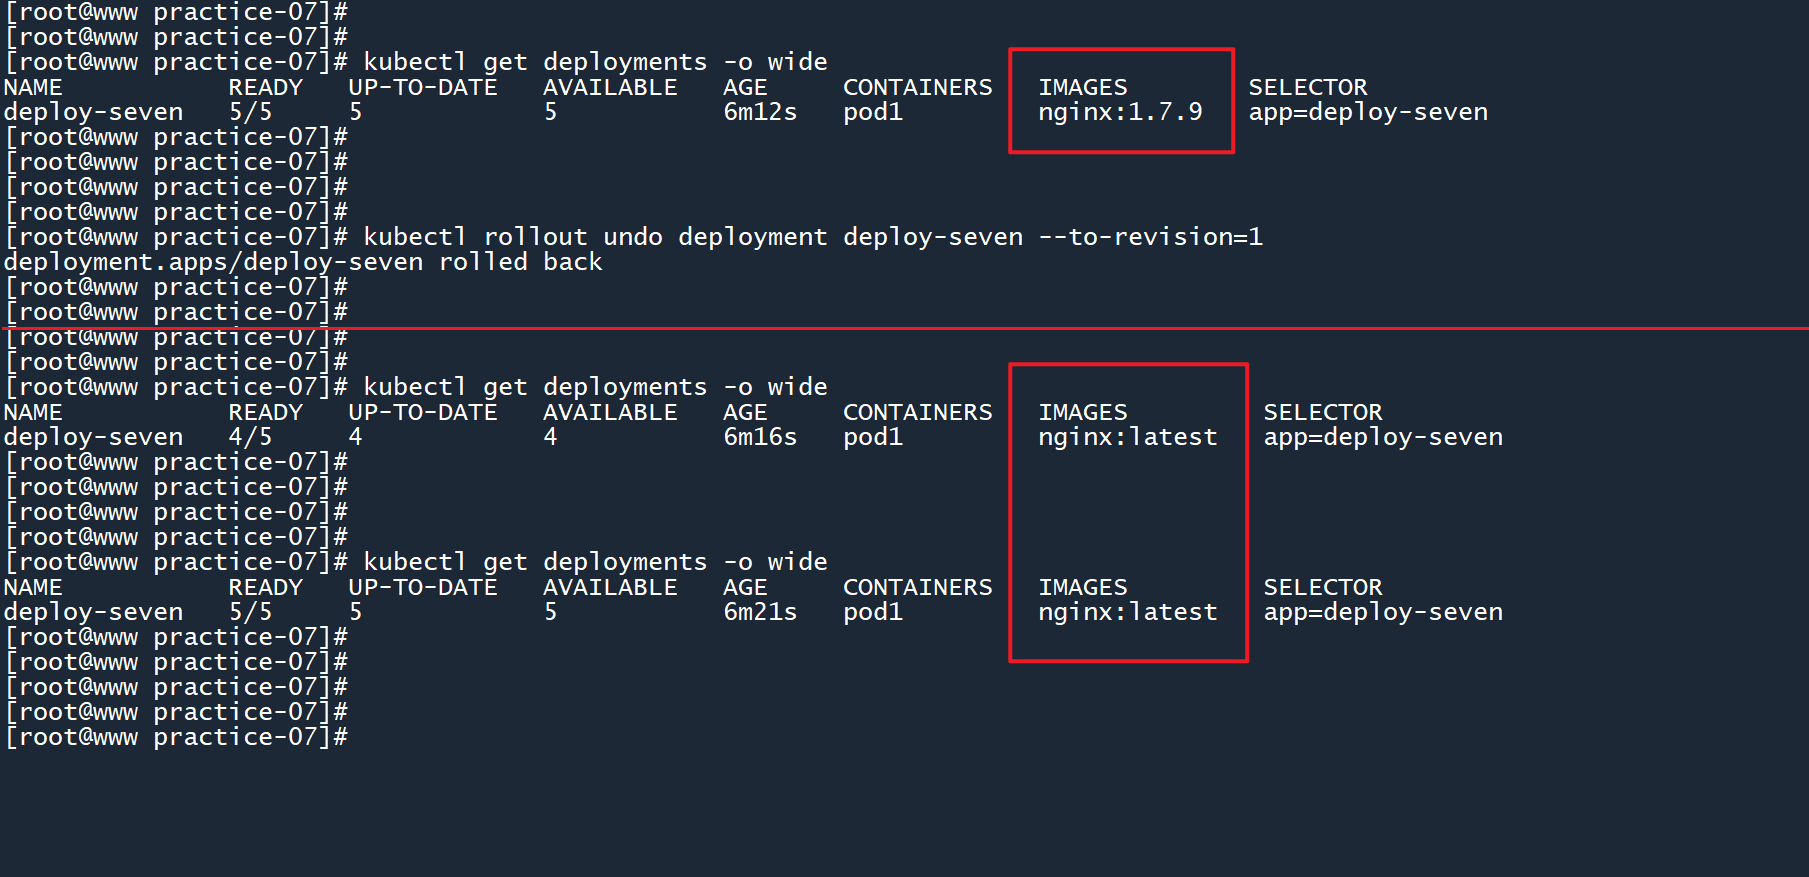 [root@www practice-07]#
[root@www practice-07]#
[root@www practice-07]# kubectl get deployments -o wide
NAME           READY   UP-TO-DATE   AVAILABLE   AGE     CONTAINERS   IMAGES        SELECTOR
deploy-seven   5/5     5            5           6m12s   pod1         nginx:1.7.9   app=deploy-seven
[root@www practice-07]#
[root@www practice-07]#
[root@www practice-07]#
[root@www practice-07]#
[root@www practice-07]# kubectl rollout undo deployment deploy-seven --to-revision=1
deployment.apps/deploy-seven rolled back
[root@www practice-07]#
[root@www practice-07]#
[root@www practice-07]#
[root@www practice-07]#
[root@www practice-07]# kubectl get deployments -o wide
NAME           READY   UP-TO-DATE   AVAILABLE   AGE     CONTAINERS   IMAGES         SELECTOR
deploy-seven   4/5     4            4           6m16s   pod1         nginx:latest   app=deploy-seven
[root@www practice-07]#
[root@www practice-07]#
[root@www practice-07]#
[root@www practice-07]#
[root@www practice-07]# kubectl get deployments -o wide
NAME           READY   UP-TO-DATE   AVAILABLE   AGE     CONTAINERS   IMAGES         SELECTOR
deploy-seven   5/5     5            5           6m21s   pod1         nginx:latest   app=deploy-seven
[root@www practice-07]#
[root@www practice-07]#
[root@www practice-07]#
[root@www practice-07]#
[root@www practice-07]#